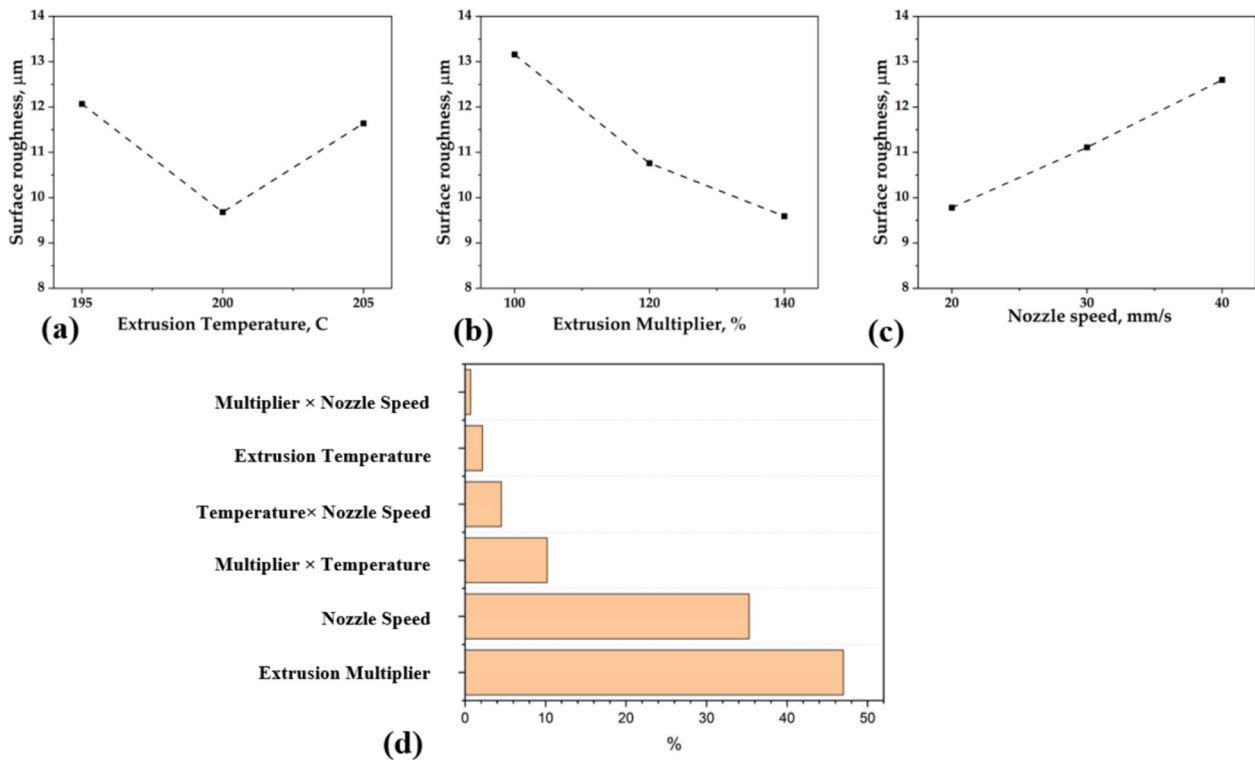 14
13
12
11
10
9
8
Surface roughness, μm
195
200
205
(a)
Extrusion Temperature, C
14
13
12
11
10
9
8
Surface roughness, μm
100
120
140
(b)
Extrusion Multiplier, %
14
13
12
11
10
9
8
Surface roughness, μm
20
30
40
(c)
Nozzle speed, mm/s
Multiplier × Nozzle Speed
Extrusion Temperature
Temperature× Nozzle Speed
Multiplier × Temperature
Nozzle Speed
Extrusion Multiplier
0
10
20
30
40
50
%
(d)